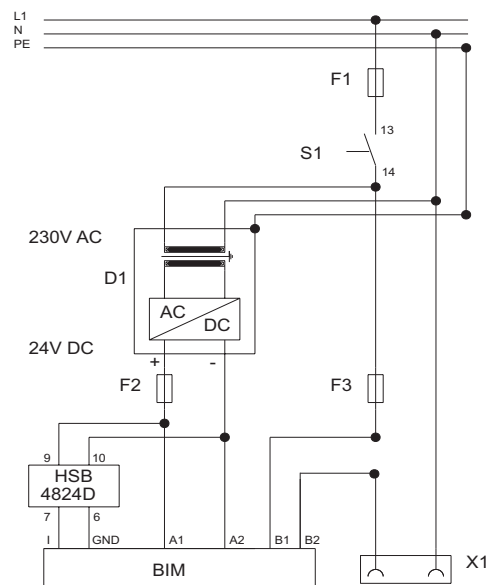 L1
N
PE
F1
13
S1
14
230V AC
D1
AC
DC
24V DC
+ -
F2
F3
9 10
HSB
4824D
7 6
I GND A1 A2 B1 B2
BIM
X1